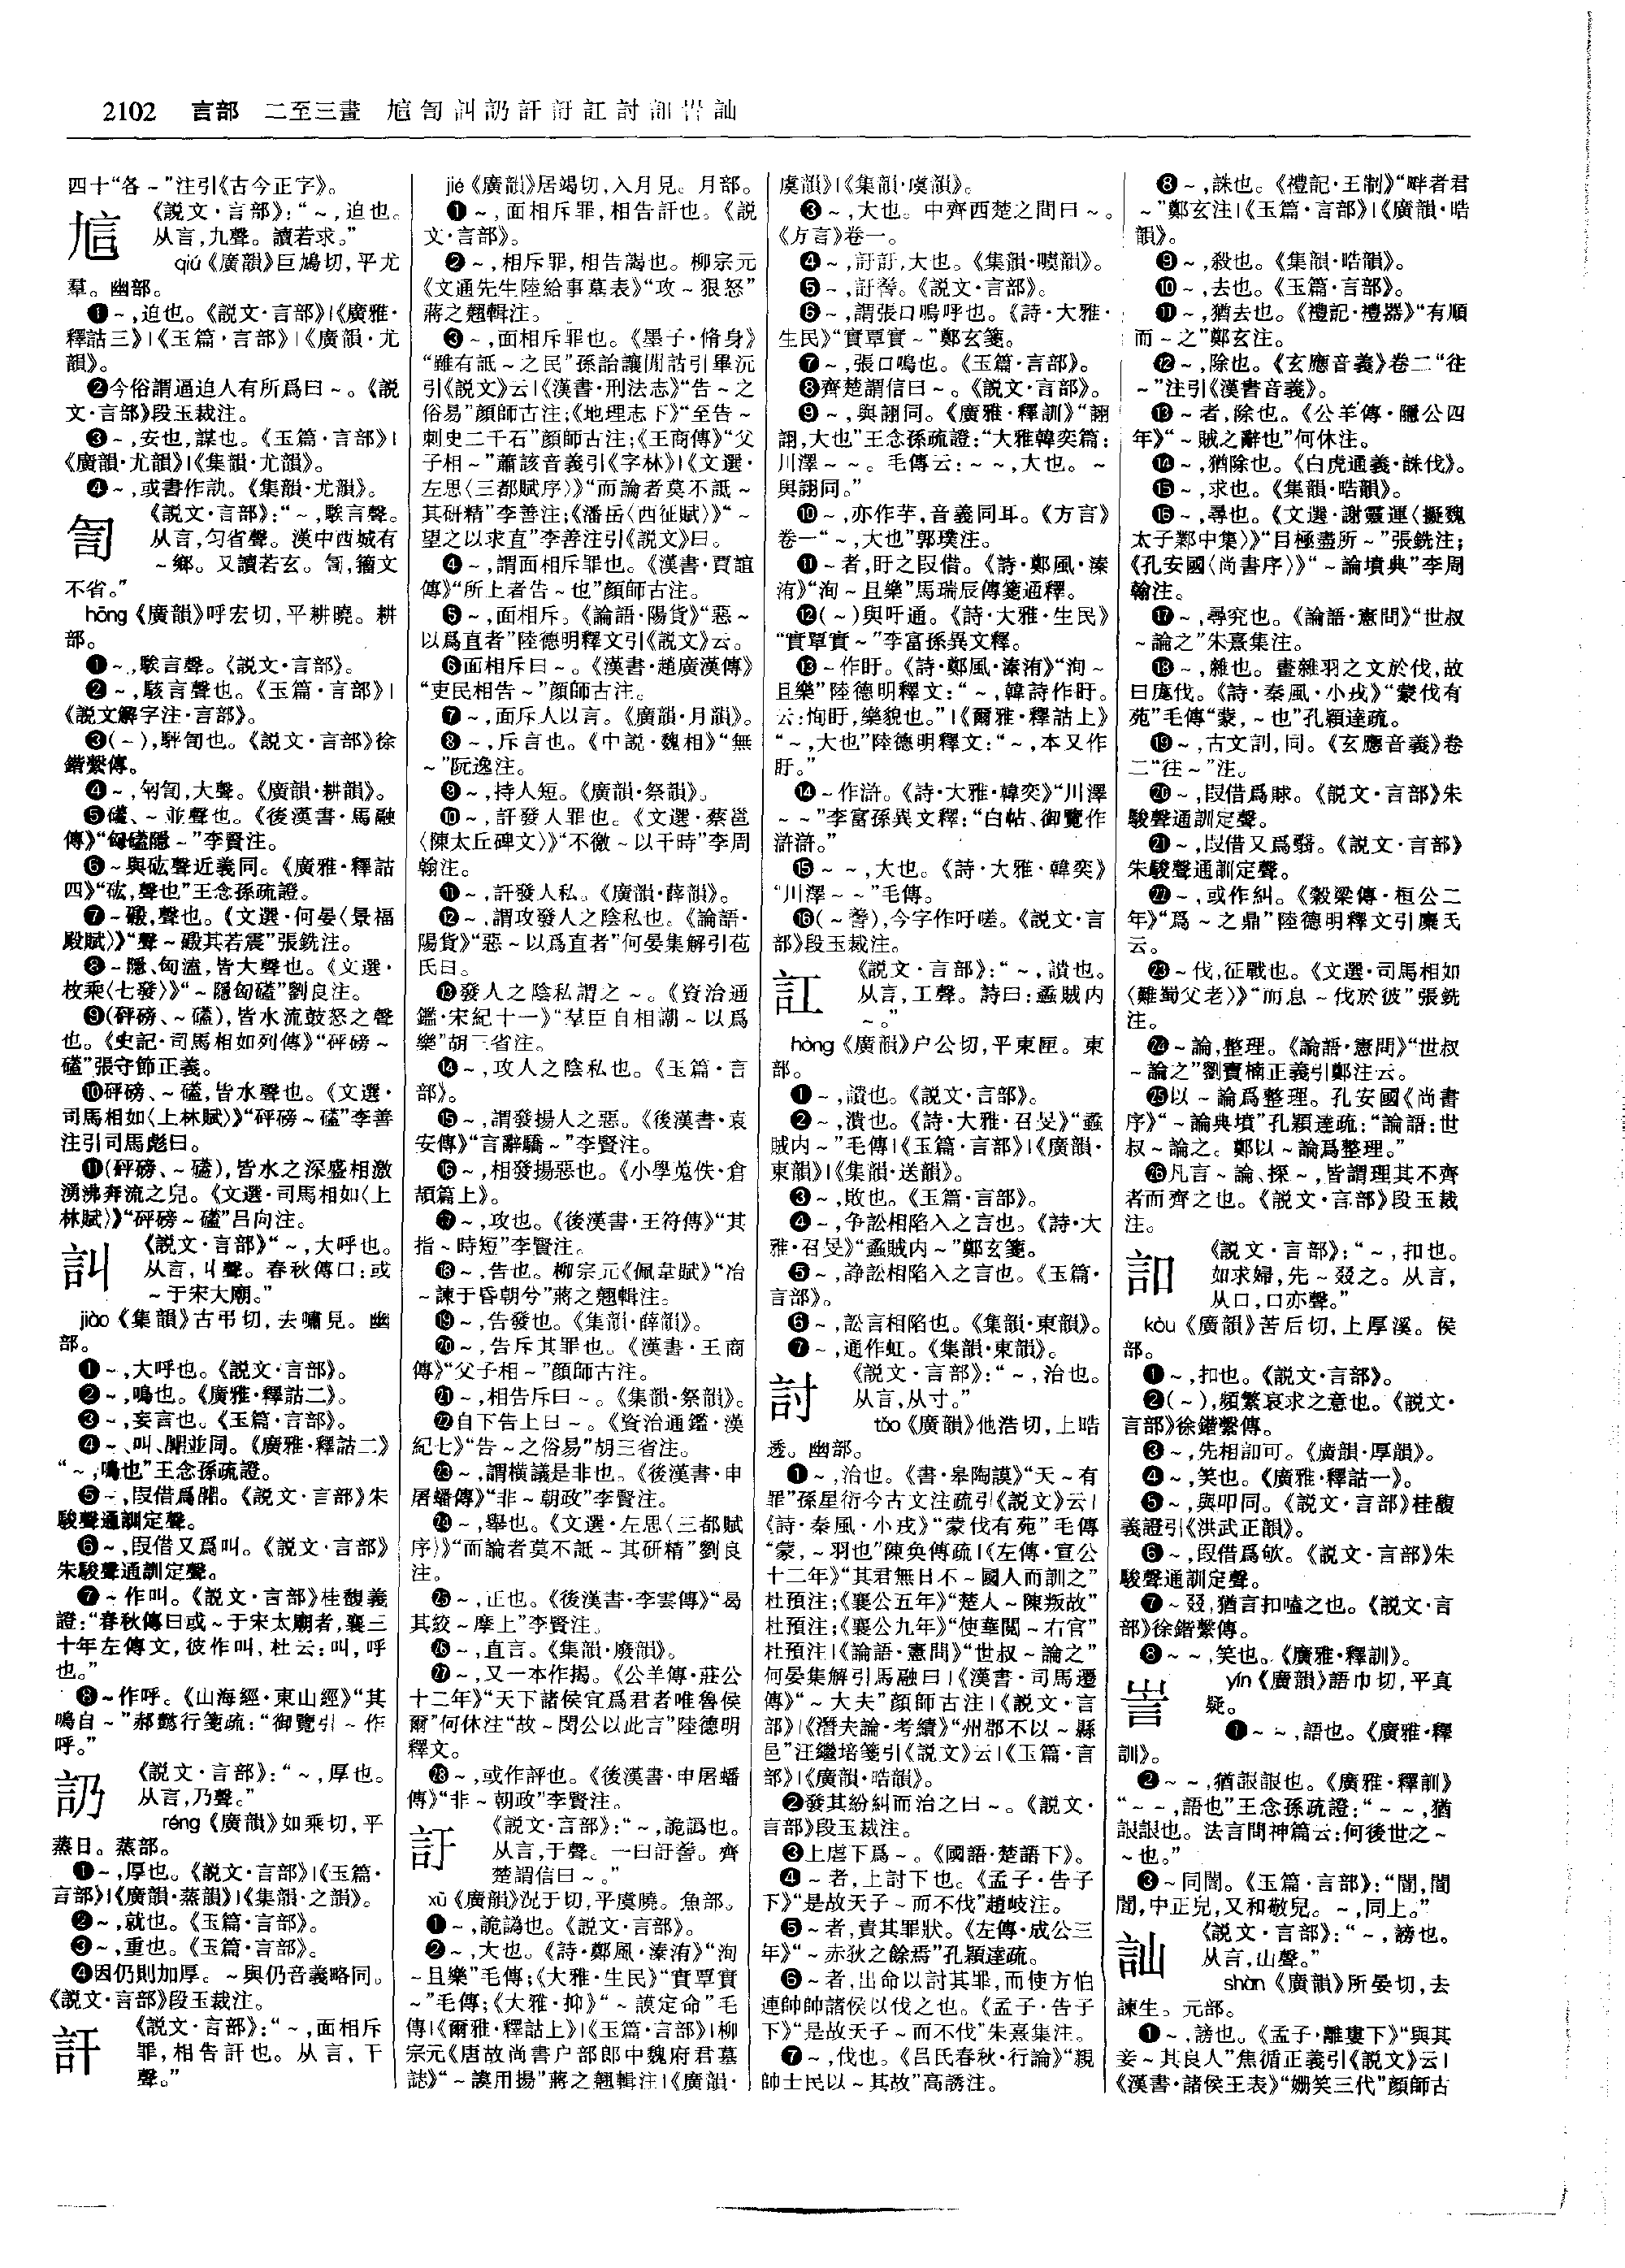 2102 言部 二至三畫 訄訇訆訒訐訏訌討訓訔訕
四十“各～”注引《古今正字》。
訄
《説文·言部》：“～，迫也。
从言，九聲。讀若求。”
qiú《廣韻》巨鳩切，平尤
羣。幽部。
❶～，迫也。《説文·言部》|《廣雅·
釋詁三》|《玉篇·言部》|《廣韻·尤
韻》。
❷今俗謂逼迫人有所爲曰～。《説
文·言部》段玉裁注。
❸～，安也，謀也。《玉篇·言部》|
《廣韻·尤韻》|《集韻·尤韻》。
❹～，或書作訅。《集韻·尤韻》。
訇
《説文·言部》：“～，駭言聲。
从言，匀省聲。漢中西城有
～鄉。又讀若玄。訇，籀文
不省。”
hōng《廣韻》呼宏切，平耕曉。耕
部。
❶～，駭言聲。《説文·言部》。
❷～，駭言聲也。《玉篇·言部》|
《説文解字注·言部》。
❸(～)，駍訇也。《説文·言部》徐
鍇繫傳。
❹～，匉訇，大聲。《廣韻·耕韻》。
❺礚、～並聲也。《後漢書·馬融
傳》“匈礚隱～”李賢注。
❻～與砿聲近義同。《廣雅·釋詁
四》“砿，聲也”王念孫疏證。
❼～磤，聲也。《文選·何晏〈景福
殿賦〉》“聲～磤其若震”張銑注。
❽～隱、匈溘，皆大聲也。《文選·
枚乘〈七發〉》“～隱匈礚”劉良注。
❾(砰磅、～礚)，皆水流鼓怒之聲
也。《史記·司馬相如列傳》“砰磅～
礚”張守節正義。
❿砰磅、～礚，皆水聲也。《文選·
司馬相如〈上林賦〉》“砰磅～礚”李善
注引司馬彪曰。
⓫(砰磅、～礚)，皆水之深盛相激
湧沸奔流之皃。《文選·司馬相如〈上
林賦〉》“砰磅～礚”吕向注。
訆
《説文·言部》“～，大呼也。
从言，丩聲。春秋傳曰：或
～于宋大廟。”
jiào《集韻》古弔切，去嘯見。幽
部。
❶～，大呼也。《説文·言部》。
❷～，鳴也。《廣雅·釋詁二》。
❸～，妄言也。《玉篇·言部》。
❹～、叫、嘂並同。《廣雅·釋詁二》
“～，鳴也”王念孫疏證。
❺～，叚借爲嘂。《説文·言部》朱
駿聲通訓定聲。
❻～，叚借又爲叫。《説文·言部》
朱駿聲通訓定聲。
❼～作叫。《説文·言部》桂馥義
證：“春秋傳曰或～于宋太廟者，襄三
十年左傳文，彼作叫，杜云：叫，呼
也。”
❽～作呼。《山海經·東山經》“其
鳴自～”郝懿行箋疏：“御覽引～作
呼。”
訒
《説文·言部》：“～，厚也。
从言，乃聲。”
réng《廣韻》如乘切，平
蒸日。蒸部。
❶～，厚也。《説文·言部》|《玉篇·
言部》|《廣韻·蒸韻》|《集韻·之韻》。
❷～，就也。《玉篇·言部》。
❸～，重也。《玉篇·言部》。
❹因仍則加厚。～與仍音義略同。
《説文·言部》段玉裁注。
訐
《説文·言部》：“～，面相斥
罪，相告訐也。从言，干
聲。”
jié《廣韻》居竭切，入月見。月部。
❶～，面相斥罪，相告訐也。《説
文·言部》。
❷～，相斥罪，相告謁也。柳宗元
《文通先生陸給事墓表》“攻～狠怒”
蔣之翹輯注。
❸～，面相斥罪也。《墨子·脩身》
“雖有詆～之民”孫詒讓閒詁引畢沅
引《説文》云|《漢書·刑法志》“告～之
俗易”顔師古注；《地理志下》“至告～
刺史二千石”顔師古注；《王商傳》“父
子相～”蕭該音義引《字林》|《文選·
左思〈三都賦序〉》“而論者莫不詆～
其研精”李善注；《潘岳〈西征賦〉》“～
望之以求直”李善注引《説文》曰。
❹～，謂面相斥罪也。《漢書·賈誼
傳》“所上者告～也”顔師古注。
❺～，面相斥。《論語·陽貨》“惡～
以爲直者”陸德明釋文引《説文》云。
❻面相斥曰～。《漢書·趙廣漢傳》
“吏民相告～”顔師古注。
❼～，面斥人以言。《廣韻·月韻》。
❽～，斥言也。《中説·魏相》“無
～”阮逸注。
❾～，持人短。《廣韻·祭韻》。
❿～，訐發人罪也。《文選·蔡邕
〈陳太丘碑文〉》“不徼～以干時”李周
翰注。
⓫～，訐發人私。《廣韻·薛韻》。
⓬～，謂攻發人之陰私也。《論語·
陽貨》“惡～以爲直者”何晏集解引苞
氏曰。
⓭發人之陰私謂之～。《資治通
鑑·宋紀十一》“羣臣自相謿～以爲
樂”胡三省注。
⓮～，攻人之陰私也。《玉篇·言
部》。
⓯～，謂發揚人之惡。《後漢書·袁
安傳》“言辭驕～”李賢注。
⓰～，相發揚惡也。《小學蒐佚·倉
頡篇上》。
⓱～，攻也。《後漢書·王符傳》“其
指～時短”李賢注。
⓲～，告也。柳宗元《佩韋賦》“冶
～諫于昏朝兮”蔣之翹輯注。
⓳～，告發也。《集韻·薛韻》。
⓴～，告斥其罪也。《漢書·王商
傳》“父子相～”顔師古注。
㉑～，相告斥曰～。《集韻·祭韻》。
㉒自下告上曰～。《資治通鑑·漢
紀七》“告～之俗易”胡三省注。
㉓～，謂横議是非也。《後漢書·申
屠蟠傳》“非～朝政”李賢注。
㉔～，舉也。《文選·左思〈三都賦
序〉》“而論者莫不詆～其研精”劉良
注。
㉕～，正也。《後漢書·李雲傳》“曷
其絞～摩上”李賢注。
㉖～，直言。《集韻·廢韻》。
㉗～，又一本作揭。《公羊傳·莊公
十二年》“天下諸侯宜爲君者唯魯侯
爾”何休注“故～閔公以此言”陸德明
釋文。
㉘～，或作評也。《後漢書·申屠蟠
傳》“非～朝政”李賢注。
訏
《説文·言部》：“～，詭譌也。
从言，于聲。一曰訏謍。齊
楚謂信曰～。”
xū《廣韻》況于切，平虞曉。魚部。
❶～，詭譌也。《説文·言部》。
❷～，大也。《詩·鄭風·溱洧》“洵
～且樂”毛傳；《大雅·生民》“實覃實
～”毛傳；《大雅·抑》“～謨定命”毛
傳|《爾雅·釋詁上》|《玉篇·言部》|柳
宗元《唐故尚書户部郎中魏府君墓
誌》“～謨用揚”蔣之翹輯注|《廣韻·
虞韻》|《集韻·虞韻》。
❸～，大也。中齊西楚之間曰～。
《方言》卷一。
❹～，訏訏，大也。《集韻·噳韻》。
❺～，訏謍。《説文·言部》。
❻～，謂張口嗚呼也。《詩·大雅·
生民》“實覃實～”鄭玄箋。
❼～，張口鳴也。《玉篇·言部》。
❽齊楚謂信曰～。《説文·言部》。
❾～，與詡同。《廣雅·釋訓》“詡
詡，大也”王念孫疏證：“大雅韓奕篇：
川澤～～。毛傳云：～～，大也。～
與詡同。”
❿～，亦作芋，音義同耳。《方言》
卷一“～，大也”郭璞注。
⓫～者，盱之叚借。《詩·鄭風·溱
洧》“洵～且樂”馬瑞辰傳箋通釋。
⓬(～)與吁通。《詩·大雅·生民》
“實覃實～”李富孫異文釋。
⓭～作盱。《詩·鄭風·溱洧》“洵～
且樂”陸德明釋文：“～，韓詩作盱。
云：恂盱，樂貌也。”|《爾雅·釋詁上》
“～，大也”陸德明釋文：“～，本又作
盱。”
⓮～作滸。《詩·大雅·韓奕》“川澤
～～”李富孫異文釋：“白帖、御覽作
滸滸。”
⓯～～，大也。《詩·大雅·韓奕》
“川澤～～”毛傳。
⓰(～謍)，今字作吁嗟。《説文·言
部》段玉裁注。
訌
《説文·言部》：“～，讃也。
从言，工聲。詩曰：蟊賊内
～。”
hòng《廣韻》户公切，平東匣。東
部。
❶～，讃也。《説文·言部》。
❷～，潰也。《詩·大雅·召旻》“蟊
賊内～”毛傳|《玉篇·言部》|《廣韻·
東韻》|《集韻·送韻》。
❸～，敗也。《玉篇·言部》。
❹～，争訟相陷入之言也。《詩·大
雅·召旻》“蟊賊内～”鄭玄箋。
❺～，諍訟相陷入之言也。《玉篇·
言部》。
❻～，訟言相陷也。《集韻·東韻》。
❼～，通作虹。《集韻·東韻》。
討
《説文·言部》：“～，治也。
从言，从寸。”
tǎo《廣韻》他浩切，上晧
透。幽部。
❶～，治也。《書·皋陶謨》“天～有
罪”孫星衍今古文注疏引《説文》云|
《詩·秦風·小戎》“蒙伐有苑”毛傳
“蒙，～羽也”陳奂傳疏|《左傳·宣公
十二年》“其君無日不～國人而訓之”
杜預注；《襄公五年》“楚人～陳叛故”
杜預注；《襄公九年》“使華閲～右官”
杜預注|《論語·憲問》“世叔～論之”
何晏集解引馬融曰|《漢書·司馬遷
傳》“～大夫”顔師古注|《説文·言
部》|《潛夫論·考績》“州郡不以～縣
邑”汪繼培箋引《説文》云|《玉篇·言
部》|《廣韻·晧韻》。
❷發其紛糾而治之曰～。《説文·
言部》段玉裁注。
❸上虐下爲～。《國語·楚語下》。
❹～者，上討下也。《孟子·告子
下》“是故天子～而不伐”趙岐注。
❺～者，責其罪狀。《左傳·成公三
年》“～赤狄之餘焉”孔穎達疏。
❻～者，出命以討其罪，而使方伯
連帥帥諸侯以伐之也。《孟子·告子
下》“是故天子～而不伐”朱熹集注。
❼～，伐也。《吕氏春秋·行論》“親
帥士民以～其故”高誘注。
❽～，誅也。《禮記·王制》“畔者君
～”鄭玄注|《玉篇·言部》|《廣韻·晧
韻》。
❾～，殺也。《集韻·晧韻》。
❿～，去也。《玉篇·言部》。
⓫～，猶去也。《禮記·禮器》“有順
而～之”鄭玄注。
⓬～，除也。《玄應音義》卷二“往
～”注引《漢書音義》。
⓭～者，除也。《公羊傳·隱公四
年》“～賊之辭也”何休注。
⓮～，猶除也。《白虎通義·誅伐》。
⓯～，求也。《集韻·晧韻》。
⓰～，尋也。《文選·謝靈運〈擬魏
太子鄴中集〉》“目極盡所～”張銑注；
《孔安國〈尚書序〉》“～論墳典”李周
翰注。
⓱～，尋究也。《論語·憲問》“世叔
～論之”朱熹集注。
⓲～，雜也。畫雜羽之文於伐，故
曰厖伐。《詩·秦風·小戎》“蒙伐有
苑”毛傳“蒙，～也”孔穎達疏。
⓳～，古文訓，同。《玄應音義》卷
二“往～”注。
⓴～，叚借爲脙。《説文·言部》朱
駿聲通訓定聲。
㉑～，叚借又爲翳。《説文·言部》
朱駿聲通訓定聲。
㉒～，或作糾。《穀梁傳·桓公二
年》“爲～之鼎”陸德明釋文引麋氏
云。
㉓～伐，征戰也。《文選·司馬相如
〈難蜀父老〉》“而息～伐於彼”張銑
注。
㉔～論，整理。《論語·憲問》“世叔
～論之”劉寶楠正義引鄭注云。
㉕以～論爲整理。孔安國《尚書
序》“～論典墳”孔穎達疏：“論語：世
叔～論之。鄭以～論爲整理。”
㉖凡言～論、探～，皆謂理其不齊
者而齊之也。《説文·言部》段玉裁
注。
訓
《説文·言部》：“～，扣也。
如求婦，先～叕之。从言，
从口，口亦聲。”
kòu《廣韻》苦后切，上厚溪。侯
部。
❶～，扣也。《説文·言部》。
❷(～)，頻繁哀求之意也。《説文·
言部》徐鍇繫傳。
❸～，先相訓可。《廣韻·厚韻》。
❹～，笑也。《廣雅·釋詁一》。
❺～，與叩同。《説文·言部》桂馥
義證引《洪武正韻》。
❻～，叚借爲敂。《説文·言部》朱
駿聲通訓定聲。
❼～叕，猶言扣嗑之也。《説文·言
部》徐鍇繫傳。
❽～～，笑也。《廣雅·釋訓》。
訔
yín《廣韻》語巾切，平真
疑。
❶～～，語也。《廣雅·釋
訓》。
❷～～，猶誾誾也。《廣雅·釋訓》
“～～，語也”王念孫疏證：“～～，猶
誾誾也。法言問神篇云：何後世之～
～也。”
❸～同誾。《玉篇·言部》：“誾，誾
誾，中正皃，又和敬皃。～，同上。”
訕
《説文·言部》：“～，謗也。
从言，山聲。”
shàn《廣韻》所晏切，去
諫生。元部。
❶～，謗也。《孟子·離婁下》“與其
妾～其良人”焦循正義引《説文》云|
《漢書·諸侯王表》“姍笑三代”顔師古